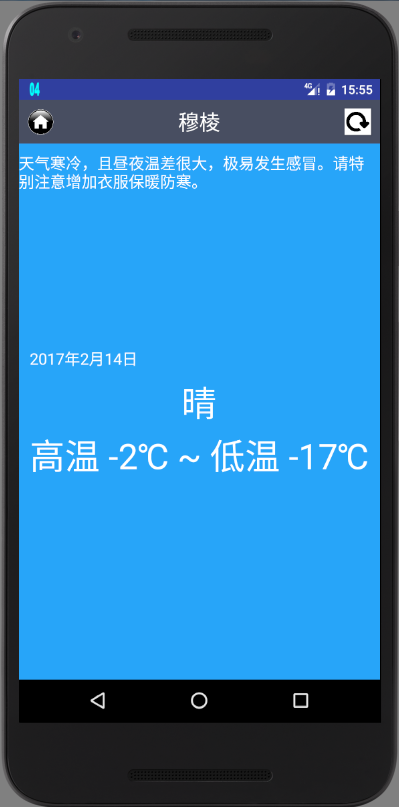 04 4G 15:55
穆棱
天气寒冷，且昼夜温差很大，极易发生感冒。请特
别注意增加衣服保暖防寒。
2017年2月14日
晴
高温 -2℃ ~ 低温 -17℃